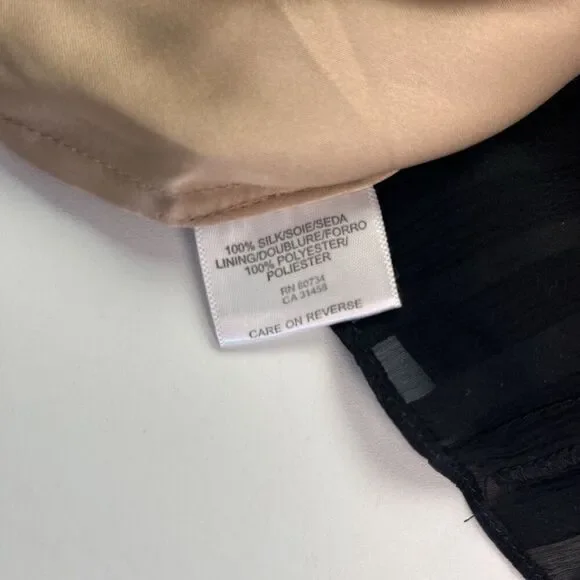 100% SILK/SOIE/SEDA
LINING/DOUBLURE/FORRO
100% POLYESTER/
POLIESTER
RN 80734
CA 31458
CARE ON REVERSE